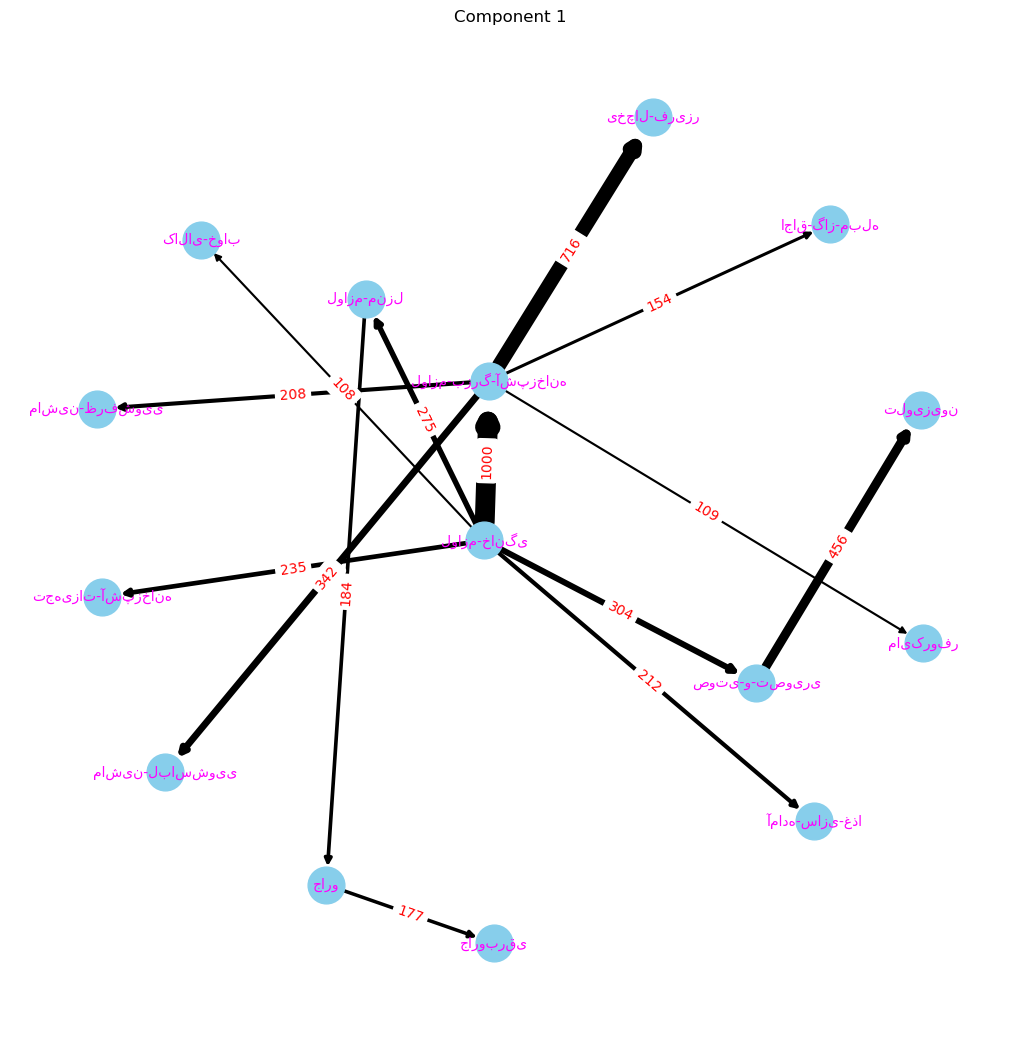 Component 1
یخچال-فریزر
اجاق-گاز-مبله
کالای-خواب
716
لوازم-منزل
154
لوازم-بزرگ-آشپزخانه
108
208
ماشین-ظرفشویی
تلویزیون
275
1000
109
لوازم-خانگی
456
235
342
تجهیزات-آشپزخانه
184
304
مایکروفر
212
صوتی-و-تصویری
ماشین-لباسشویی
آماده-سازی-غذا
جارو
177
جاروبرقی